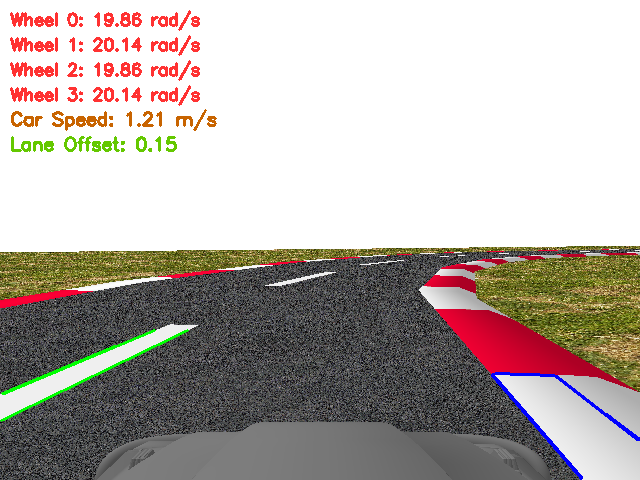 Wheel 0: 19.86 rad/s
Wheel 1: 20.14 rad/s
Wheel 2: 19.86 rad/s
Wheel 3: 20.14 rad/s
Car Speed: 1.21 m/s
Lane Offset: 0.15